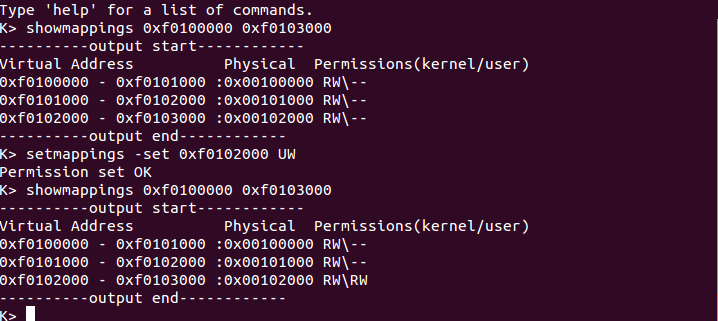 Type 'help' for a list of commands.
K> showmappings 0xf0100000 0xf0103000
----------output start------------
Virtual Address          Physical  Permissions(kernel/user)
0xf0100000 - 0xf0101000 :0x00100000 RW\--
0xf0101000 - 0xf0102000 :0x00101000 RW\--
0xf0102000 - 0xf0103000 :0x00102000 RW\--
----------output end------------
K> setmappings -set 0xf0102000 UW
Permission set OK
K> showmappings 0xf0100000 0xf0103000
----------output start------------
Virtual Address          Physical  Permissions(kernel/user)
0xf0100000 - 0xf0101000 :0x00100000 RW\--
0xf0101000 - 0xf0102000 :0x00101000 RW\--
0xf0102000 - 0xf0103000 :0x00102000 RW\RW
----------output end------------
K>